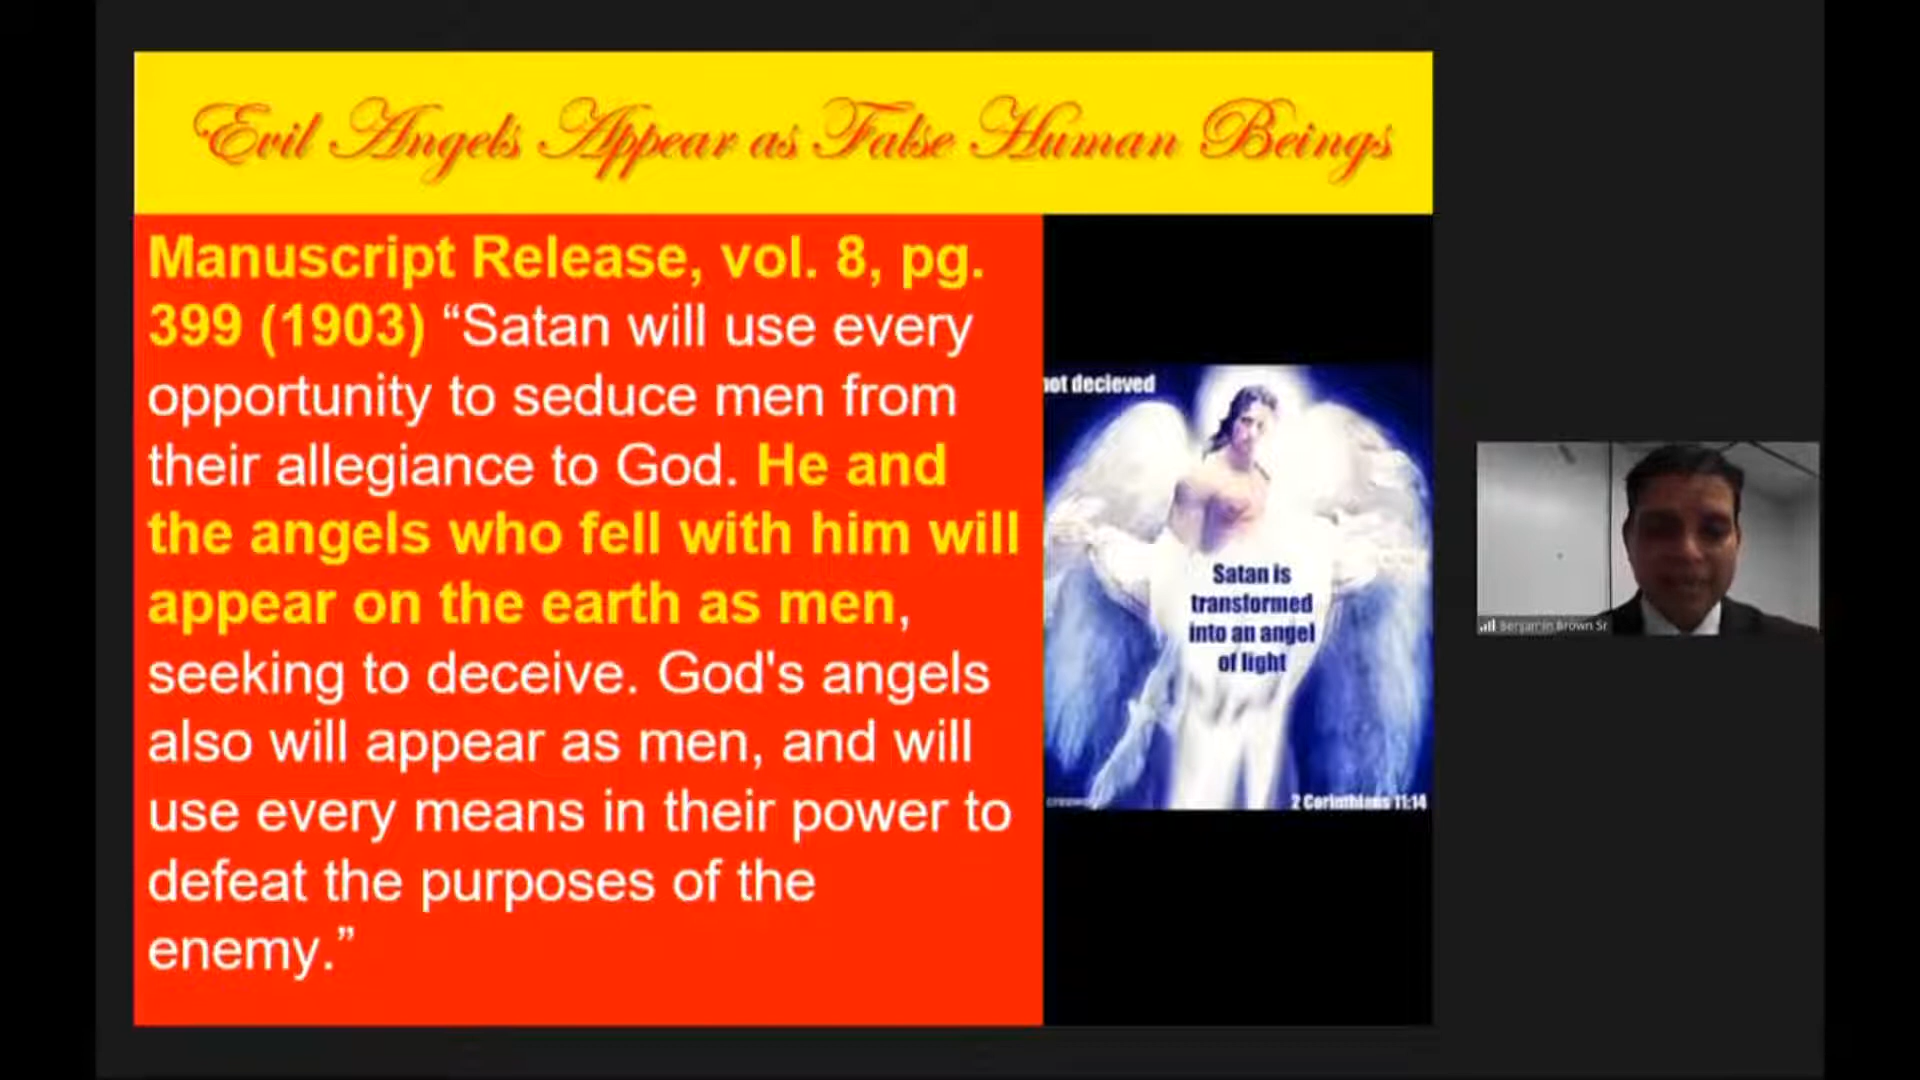 Evil Angels Appear as False Human Beings
Manuscript Release, vol. 8, pg.
399 (1903) “Satan will use every
opportunity to seduce men from
their allegiance to God. He and
the angels who fell with him will
appear on the earth as men,
seeking to deceive. God's angels
also will appear as men, and will
use every means in their power to
defeat the purposes of the
enemy.”
not decieved
Satan is
transformed
into an angel
of light
2 Corinthians 11:14
Benjamin Brown Sr